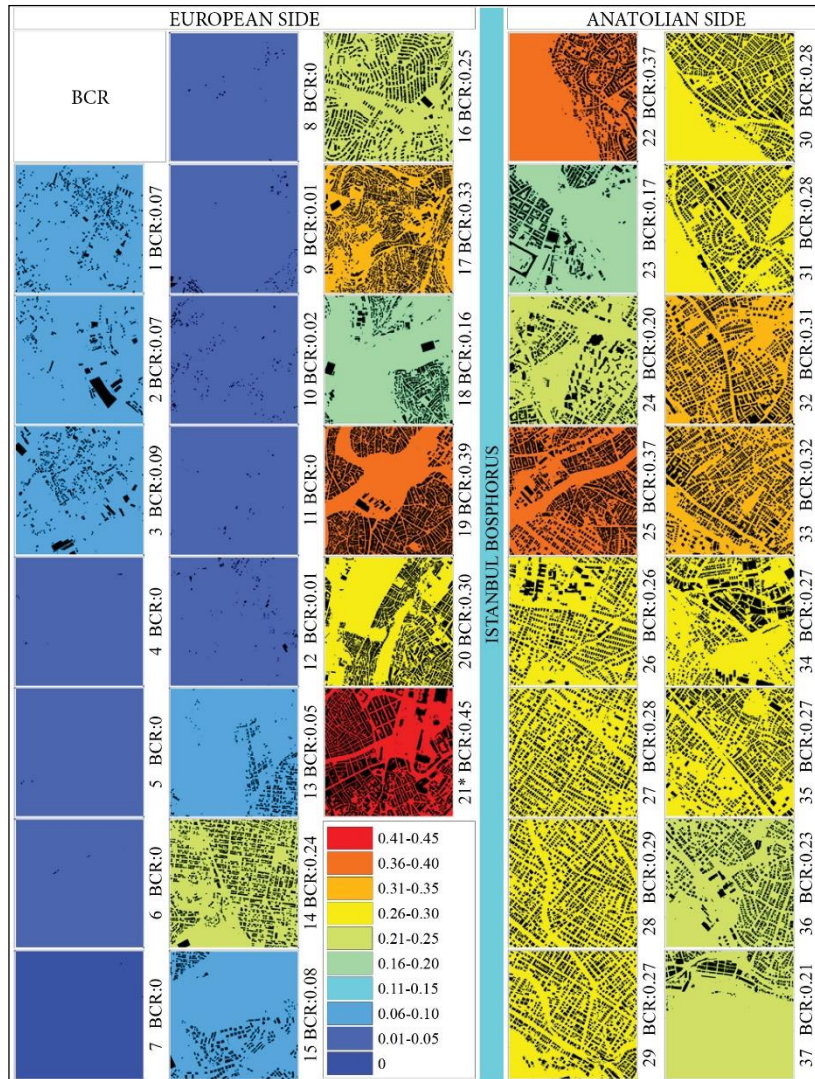 EUROPEAN SIDE
ANATOLIAN SIDE
BCR
1 BCR:0.07
2 BCR:0.07
3 BCR:0.09
4 BCR:0
5 BCR:0
6 BCR:0
7 BCR:0
8 BCR:0
9 BCR:0.01
10 BCR:0.02
11 BCR:0
12 BCR:0.01
13 BCR:0.05
14 BCR:0.24
15 BCR:0.08
16 BCR:0.25
17 BCR:0.33
18 BCR:0.16
19 BCR:0.39
20 BCR:0.30
21* BCR:0.45
0.41-0.45
0.36-0.40
0.31-0.35
0.26-0.30
0.21-0.25
0.16-0.20
0.11-0.15
0.06-0.10
0.01-0.05
0
ISTANBUL BOSPHORUS
22 BCR:0.37
23 BCR:0.17
24 BCR:0.20
25 BCR:0.37
26 BCR:0.26
27 BCR:0.28
28 BCR:0.29
29 BCR:0.27
30 BCR:0.28
31 BCR:0.28
32 BCR:0.31
33 BCR:0.32
34 BCR:0.27
35 BCR:0.27
36 BCR:0.23
37 BCR:0.21